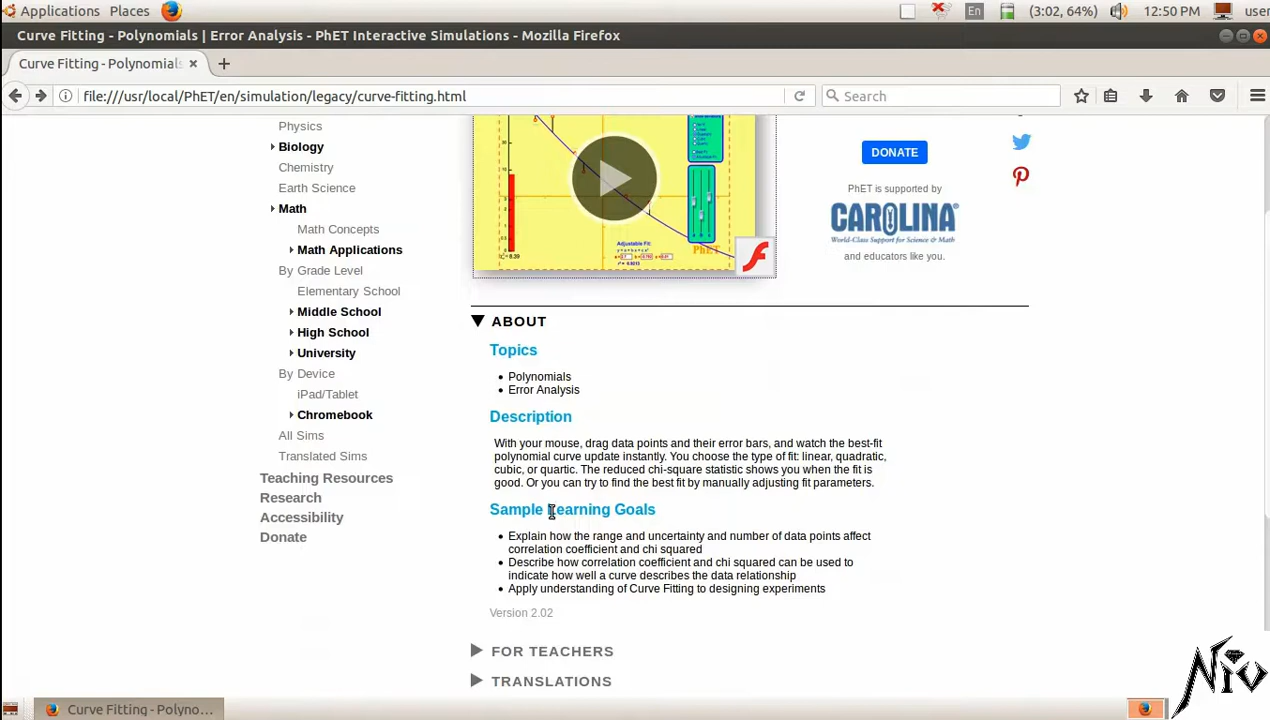 Applications Places En (3:02, 64%) 12:50 PM user
Curve Fitting - Polynomials | Error Analysis - PhET Interactive Simulations - Mozilla Firefox
Curve Fitting - Polynomials
file:///usr/local/PhET/en/simulation/legacy/curve-fitting.html Search
Physics
Biology
Chemistry
Earth Science
Math
Math Concepts
Math Applications
By Grade Level
Elementary School
Middle School
High School
University
By Device
iPad/Tablet
Chromebook
All Sims
Translated Sims
Teaching Resources
Research
Accessibility
Donate
Adjustable Fit:
PhET
DONATE
PhET is supported by
CAROLINA
World-Class Support for Science & Math
and educators like you.
ABOUT
Topics
• Polynomials
• Error Analysis
Description
With your mouse, drag data points and their error bars, and watch the best-fit
polynomial curve update instantly. You choose the type of fit: linear, quadratic,
cubic, or quartic. The reduced chi-square statistic shows you when the fit is
good. Or you can try to find the best fit by manually adjusting fit parameters.
Sample Learning Goals
• Explain how the range and uncertainty and number of data points affect
correlation coefficient and chi squared
• Describe how correlation coefficient and chi squared can be used to
indicate how well a curve describes the data relationship
• Apply understanding of Curve Fitting to designing experiments
Version 2.02
FOR TEACHERS
TRANSLATIONS
Curve Fitting - Polyno...
Niv